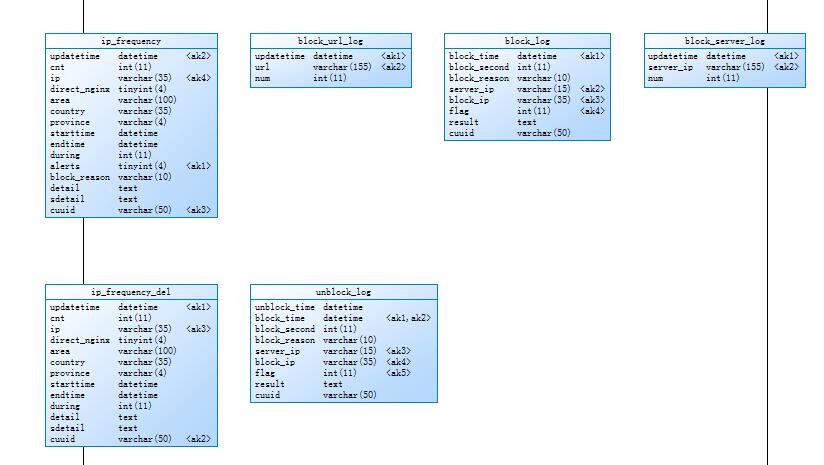 ip_frequency
updatetime datetime <ak2>
cnt int(11)
ip varchar(35) <ak4>
direct_nginx tinyint(4)
area varchar(100)
country varchar(35)
province varchar(4)
starttime datetime
endtime datetime
during int(11)
alerts tinyint(4) <ak1>
block_reason varchar(10)
detail text
sdetail text
cuuid varchar(50) <ak3>
block_url_log
updatetime datetime <ak1>
url varchar(155) <ak2>
num int(11)
block_log
block_time datetime <ak1>
block_second int(11)
block_reason varchar(10)
server_ip varchar(15) <ak2>
block_ip varchar(35) <ak3>
flag int(11) <ak4>
result text
cuuid varchar(50)
block_server_log
updatetime datetime <ak1>
server_ip varchar(155) <ak2>
num int(11)
ip_frequency_del
updatetime datetime <ak1>
cnt int(11)
ip varchar(35) <ak3>
direct_nginx tinyint(4)
area varchar(100)
country varchar(35)
province varchar(4)
starttime datetime
endtime datetime
during int(11)
detail text
sdetail text
cuuid varchar(50) <ak2>
unblock_log
unblock_time datetime
block_time datetime <ak1,ak2>
block_second int(11)
block_reason varchar(10)
server_ip varchar(15) <ak3>
block_ip varchar(35) <ak4>
flag int(11) <ak5>
result text
cuuid varchar(50)